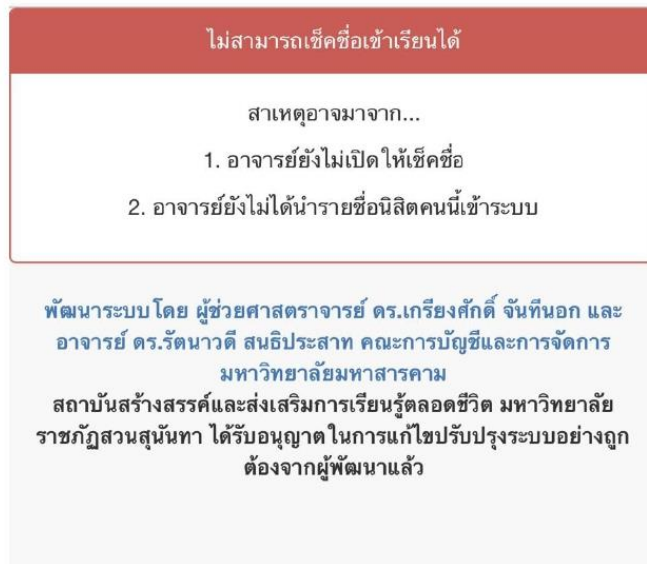 ไม่สามารถเช็คชื่อเข้าเรียนได้
สาเหตุอาจมาจาก...
1. อาจารย์ยังไม่เปิดให้เช็คชื่อ
2. อาจารย์ยังไม่ได้นำรายชื่อนิสิตคนนี้เข้าระบบ
พัฒนาระบบโดย ผู้ช่วยศาสตราจารย์ ดร.เกรียงศักดิ์ จันทีนอก และ
อาจารย์ ดร.รัตนาวดี สนธิประสาท คณะการบัญชีและการจัดการ
มหาวิทยาลัยมหาสารคาม
สถาบันสร้างสรรค์และส่งเสริมการเรียนรู้ตลอดชีวิต มหาวิทยาลัย
ราชภัฏสวนสุนันทา ได้รับอนุญาตในการแก้ไขปรับปรุงระบบอย่างถูก
ต้องจากผู้พัฒนาแล้ว